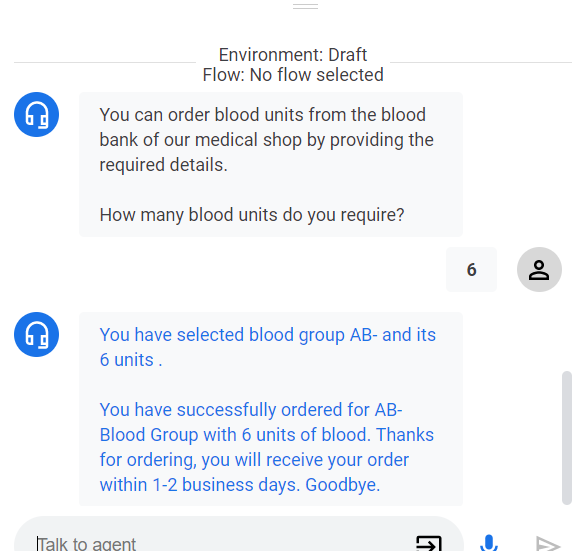 Environment: Draft
Flow: No flow selected
You can order blood units from the blood
bank of our medical shop by providing the
required details.
How many blood units do you require?
6
You have selected blood group AB- and its
6 units .
You have successfully ordered for AB-
Blood Group with 6 units of blood. Thanks
for ordering, you will receive your order
within 1-2 business days. Goodbye.
Talk to agent